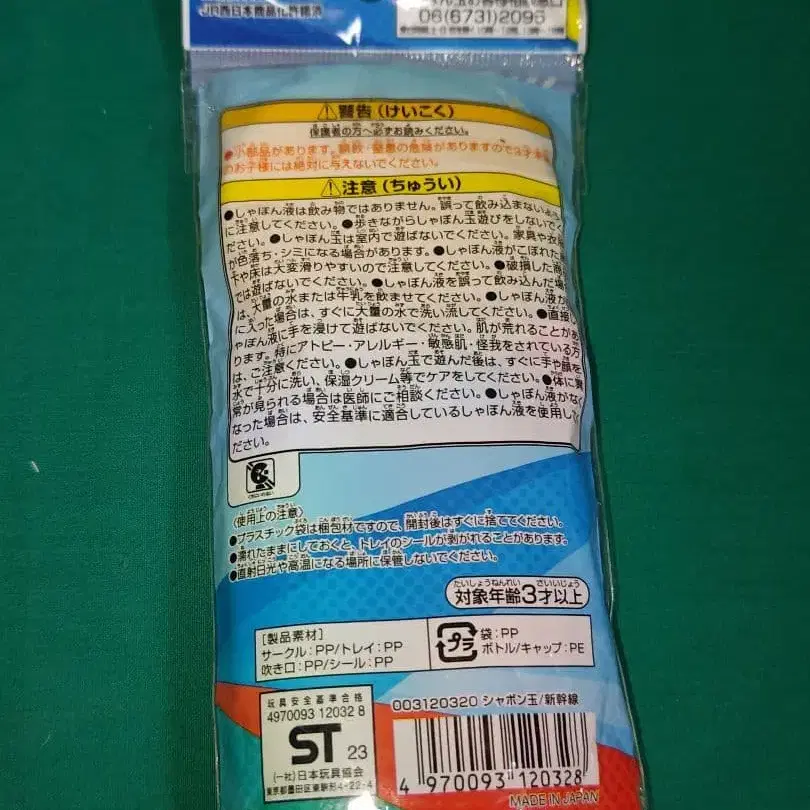 JR西日本商品化許諾済
06(6731)2095
⚠警告(けいこく)
保護者の方へ必ずお読みください。
●小部品があります。誤飲・窒息の危険がありますので3才未満
のお子様には絶対に与えないでください。
⚠注意(ちゅうい)
●しゃぼん液は飲み物ではありません。誤って飲み込まないよう
に注意してください。●歩きながらしゃぼん玉遊びをしないで
ください。●しゃぼん玉は室内で遊ばないでください。家具や衣
が色落ち・シミになる場合があります。●しゃぼん液がこぼれた
や床は大変滑りやすいので注意してください。●破損した商
では遊ばないでください。●しゃぼん液を誤って飲み込んだ場
は、大量の水または牛乳を飲ませてください。●しゃぼん液が
に入った場合は、すぐに大量の水で洗い流してください。●直接
ゃぼん液に手を浸けて遊ばないでください。肌が荒れることがあ
ります。特にアトピー・アレルギー・敏感肌・怪我をされている方
は、ご注意ください。●しゃぼん玉で遊んだ後は、すぐに手や顔を
水で十分に洗い、保湿クリーム等でケアをしてください。●体に異
常が見られる場合は医師にご相談ください。●しゃぼん液がなく
なった場合は、安全基準に適合しているしゃぼん液を使用し
ださい。
〈使用上の注意〉
●プラスチック袋は梱包材ですので、開封後はすぐに捨ててください。
●濡れたままにしておくと、トレイのシールが剥がれることがあります。
●直射日光や高温になる場所に保管しないでください。
たいしょうねんれい さいいじょう
対象年齢3才以上
[製品素材]
サークル:PP/トレイ:PP
吹き口:PP/シール:PP
プラ
袋:PP
ボトル/キャップ:PE
玩具安全基準合格
4970093 12032 8
ST 23
(一社)日本玩具協会
東京都墨田区東駒形4-22-4
003120320 シャボン玉/新幹線
4 970093 120328
MADE IN JAPAN